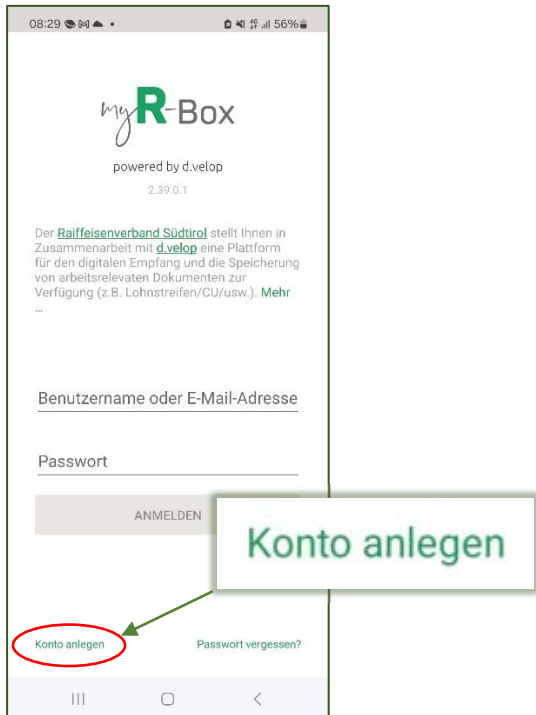 08:29
56%
my R-Box
powered by d.velop
2.39.0.1
Der Raiffeisenverband Südtirol stellt Ihnen in
Zusammenarbeit mit d.velop eine Plattform
für den digitalen Empfang und die Speicherung
von arbeitsrelevaten Dokumenten zur
Verfügung (z.B. Lohnstreifen/CU/usw.). Mehr
...
Benutzername oder E-Mail-Adresse
Passwort
ANMELDEN
Konto anlegen
Konto anlegen
Passwort vergessen?